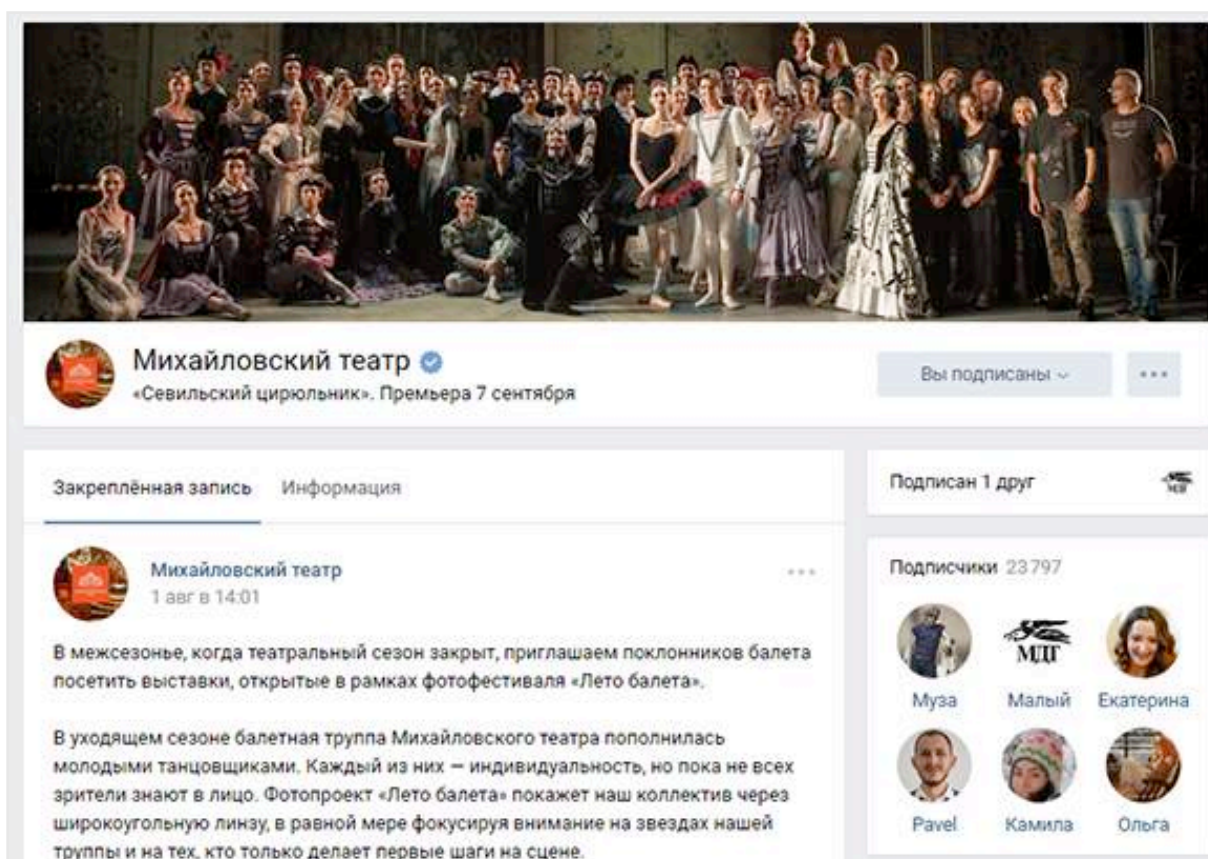 Михайловский театр
«Севильский цирюльник». Премьера 7 сентября
Вы подписаны
Закреплённая запись
Информация
Михайловский театр
1 авг в 14:01
В межсезонье, когда театральный сезон закрыт, приглашаем поклонников балета
посетить выставки, открытые в рамках фотофестиваля «Лето балета».
В уходящем сезоне балетная труппа Михайловского театра пополнилась
молодыми танцовщиками. Каждый из них — индивидуальность, но пока не всех
зрители знают в лицо. Фотопроект «Лето балета» покажет наш коллектив через
широкоугольную линзу, в равной мере фокусируя внимание на звездах нашей
труппы и на тех, кто только делает первые шаги на сцене.
Подписан 1 друг
МДТ
Подписчики 23 797
МДТ
Муза
Малый
Екатерина
Pavel
Камила
Ольга